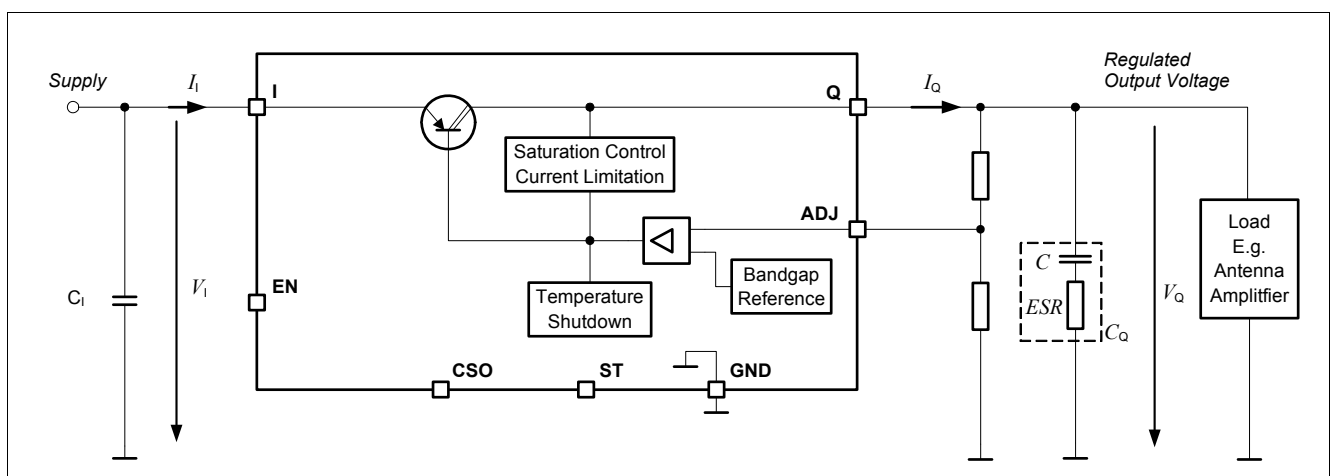 Supply
I_I
I
Q
I_Q
Regulated
Output Voltage
Saturation Control
Current Limitation
ADJ
Load
E.g.
Antenna
Amplitfier
C_I
V_I
EN
Temperature
Shutdown
Bandgap
Reference
C
ESR
C_Q
V_Q
CSO
ST
GND